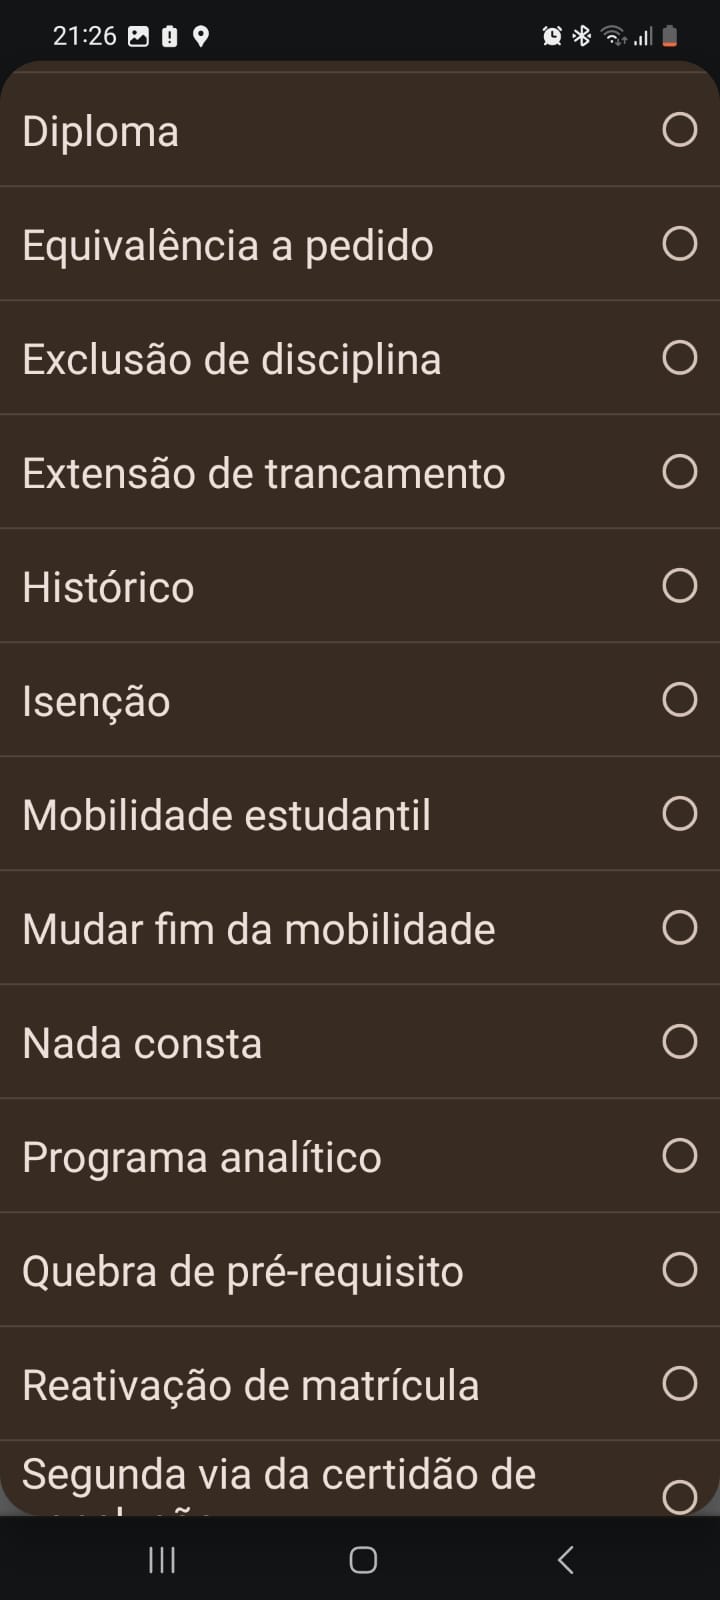 21:26
Diploma
Equivalência a pedido
Exclusão de disciplina
Extensão de trancamento
Histórico
Isenção
Mobilidade estudantil
Mudar fim da mobilidade
Nada consta
Programa analítico
Quebra de pré-requisito
Reativação de matrícula
Segunda via da certidão de